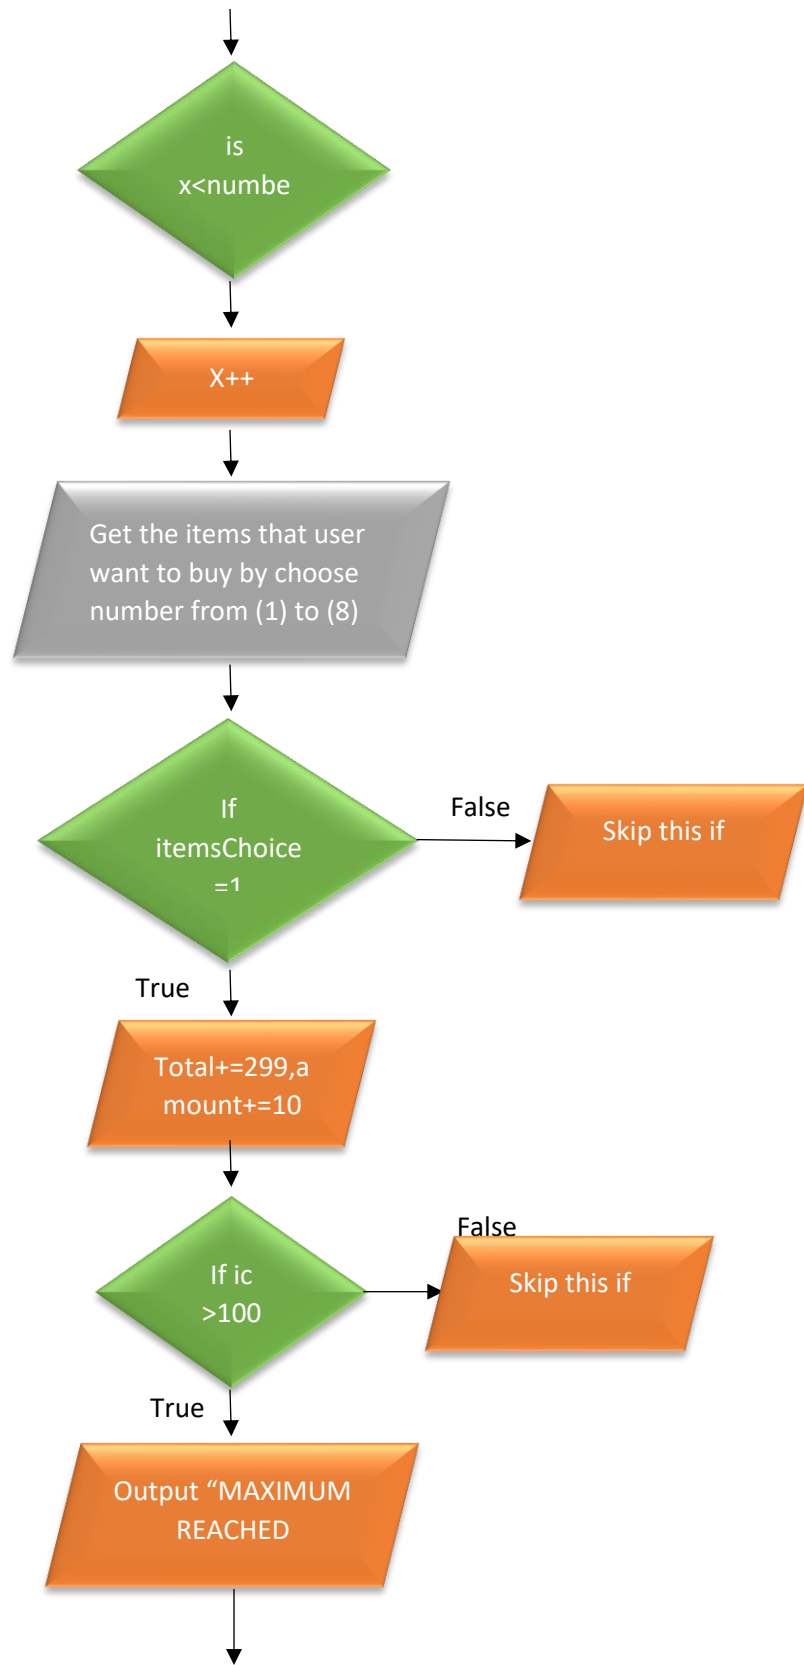 is
x<numbe
X++
Get the items that user
want to buy by choose
number from (1) to (8)
If
itemsChoice
=1
False
Skip this if
True
Total+=299,a
mount+=10
False
If ic
>100
Skip this if
True
Output “MAXIMUM
REACHED